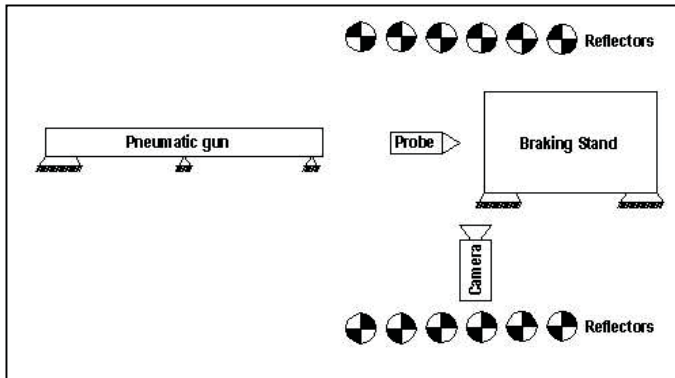 Reflectors
Pneumatic gun
Probe
Braking Stand
Camera
Reflectors